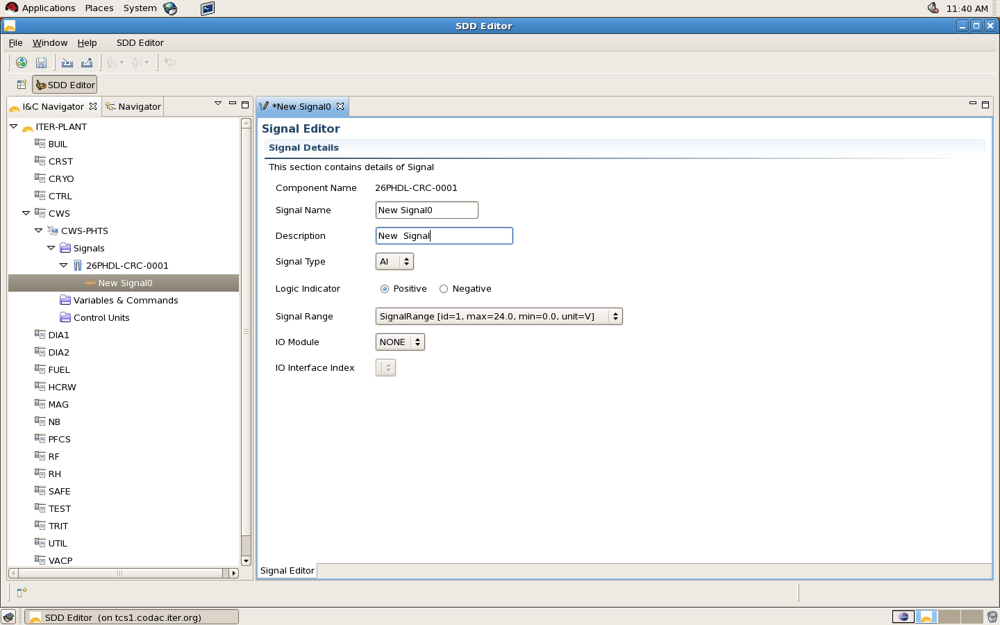 Applications Places System 11:40 AM
SDD Editor
File Window Help SDD Editor
SDD Editor
I&C Navigator Navigator
*New Signal0
ITER-PLANT
BUIL
CRST
CRYO
CTRL
CWS
CWS-PHTS
Signals
26PHDL-CRC-0001
New Signal0
Variables & Commands
Control Units
DIA1
DIA2
FUEL
HCRW
MAG
NB
PFCS
RF
RH
SAFE
TEST
TRIT
UTIL
VACP
Signal Editor
Signal Details
This section contains details of Signal
Component Name 26PHDL-CRC-0001
Signal Name New Signal0
Description New  Signal
Signal Type AI
Logic Indicator Positive Negative
Signal Range SignalRange [id=1, max=24.0, min=0.0, unit=V]
IO Module NONE
IO Interface Index
Signal Editor
SDD Editor (on tcs1.codac.iter.org)